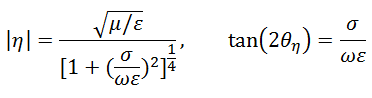 |η| = √(μ/ε) / [1 + (σ/ωε)²]^(1/4), tan(2θ_η) = σ/ωε